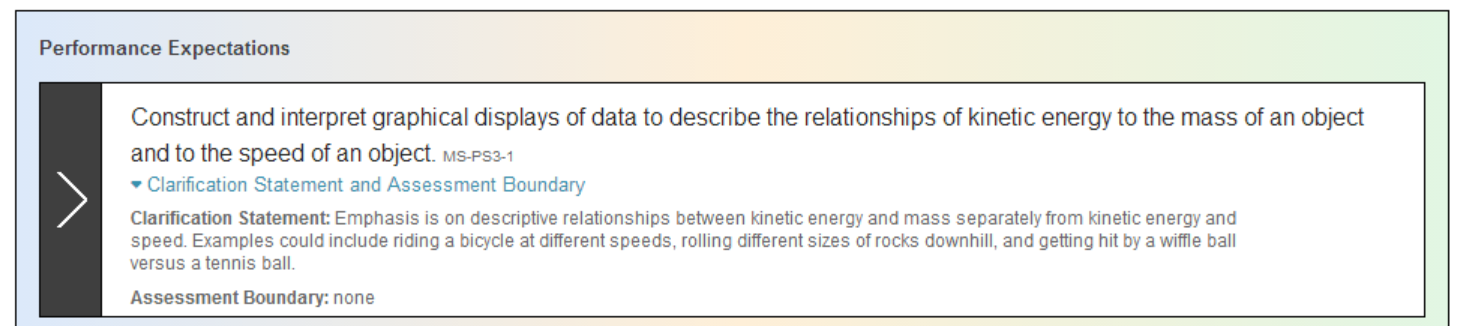 Performance Expectations
Construct and interpret graphical displays of data to describe the relationships of kinetic energy to the mass of an object
and to the speed of an object. MS-PS3-1
Clarification Statement and Assessment Boundary
Clarification Statement: Emphasis is on descriptive relationships between kinetic energy and mass separately from kinetic energy and
speed. Examples could include riding a bicycle at different speeds, rolling different sizes of rocks downhill, and getting hit by a wiffle ball
versus a tennis ball.
Assessment Boundary: none